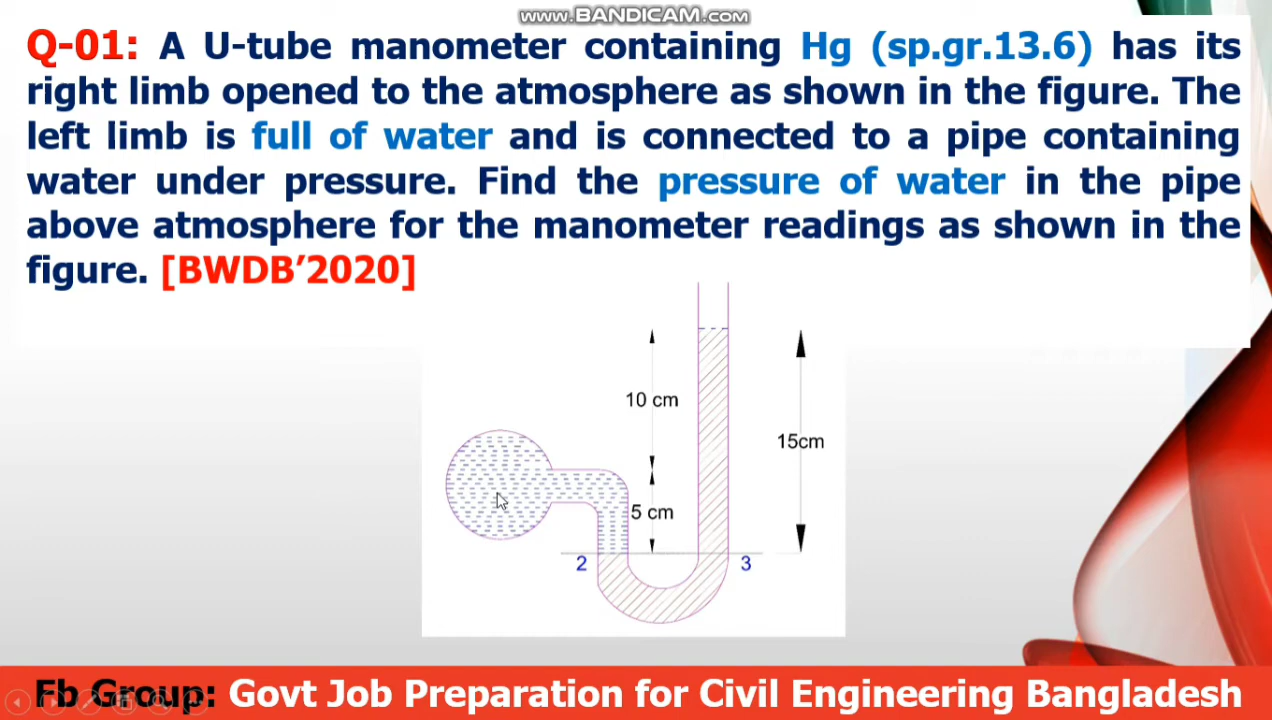 WWW.BANDICAM.COM
Q-01: A U-tube manometer containing Hg (sp.gr.13.6) has its
right limb opened to the atmosphere as shown in the figure. The
left limb is full of water and is connected to a pipe containing
water under pressure. Find the pressure of water in the pipe
above atmosphere for the manometer readings as shown in the
figure. [BWDB’2020]
10 cm
15cm
5 cm
2
3
Fb Group: Govt Job Preparation for Civil Engineering Bangladesh